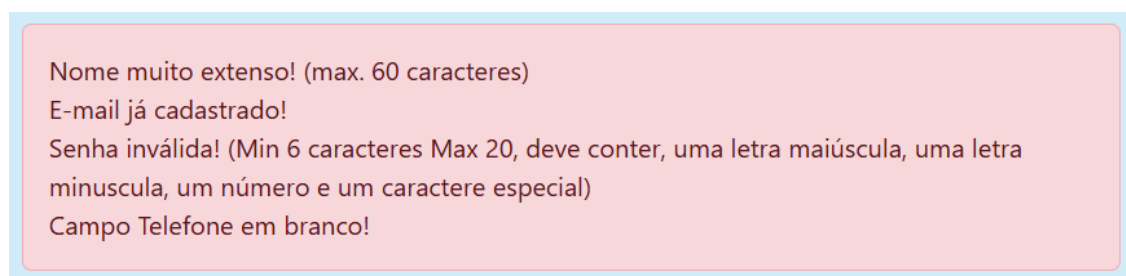 Nome muito extenso! (max. 60 caracteres)
E-mail já cadastrado!
Senha inválida! (Min 6 caracteres Max 20, deve conter, uma letra maiúscula, uma letra
minuscula, um número e um caractere especial)
Campo Telefone em branco!